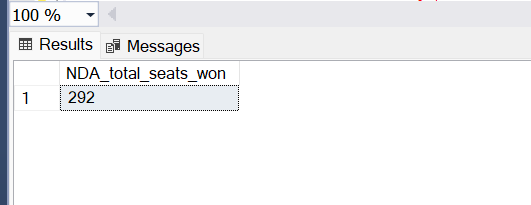 100 %
Results Messages
NDA_total_seats_won
1 292